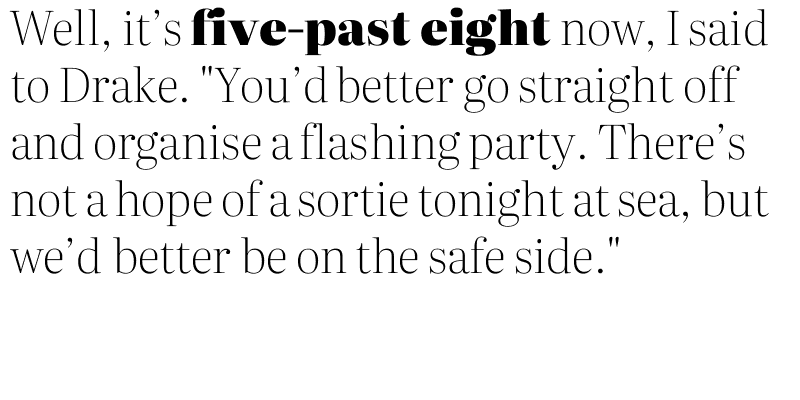 Well, it’s five-past eight now, I said
to Drake. "You’d better go straight off
and organise a flashing party. There’s
not a hope of a sortie tonight at sea, but
we’d better be on the safe side."